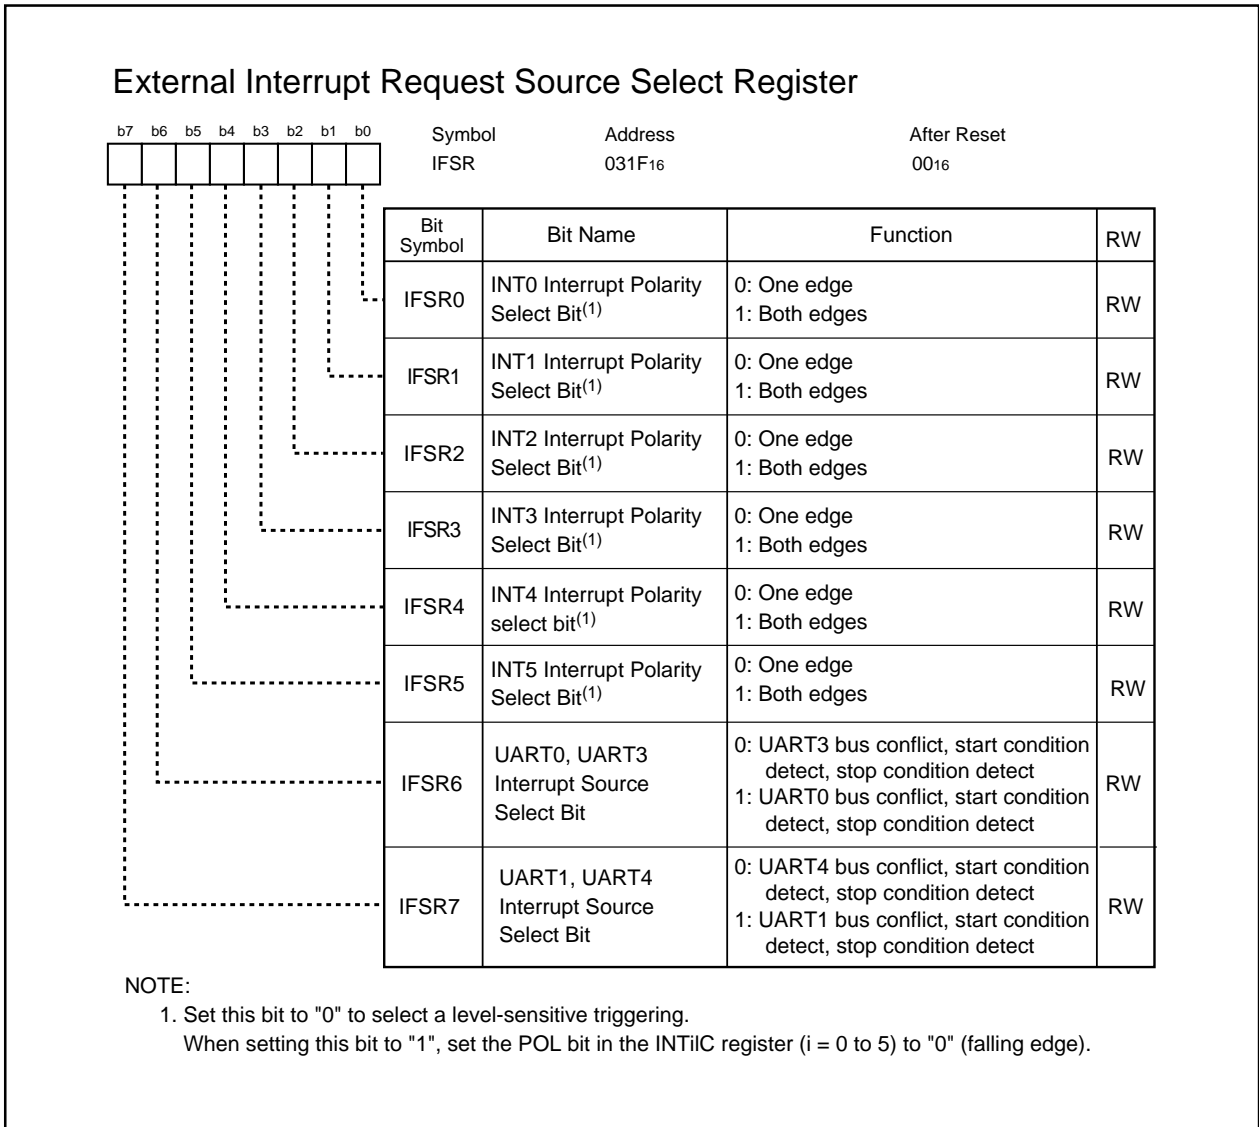 External Interrupt Request Source Select Register
b7 b6 b5 b4 b3 b2 b1 b0
Symbol Address After Reset
IFSR 031F16 0016
Bit Symbol Bit Name Function RW
IFSR0 INT0 Interrupt Polarity Select Bit(1) 0: One edge 1: Both edges RW
IFSR1 INT1 Interrupt Polarity Select Bit(1) 0: One edge 1: Both edges RW
IFSR2 INT2 Interrupt Polarity Select Bit(1) 0: One edge 1: Both edges RW
IFSR3 INT3 Interrupt Polarity Select Bit(1) 0: One edge 1: Both edges RW
IFSR4 INT4 Interrupt Polarity select bit(1) 0: One edge 1: Both edges RW
IFSR5 INT5 Interrupt Polarity Select Bit(1) 0: One edge 1: Both edges RW
IFSR6 UART0, UART3 Interrupt Source Select Bit 0: UART3 bus conflict, start condition detect, stop condition detect 1: UART0 bus conflict, start condition detect, stop condition detect RW
IFSR7 UART1, UART4 Interrupt Source Select Bit 0: UART4 bus conflict, start condition detect, stop condition detect 1: UART1 bus conflict, start condition detect, stop condition detect RW
NOTE:
1. Set this bit to "0" to select a level-sensitive triggering.
When setting this bit to "1", set the POL bit in the INTiIC register (i = 0 to 5) to "0" (falling edge).